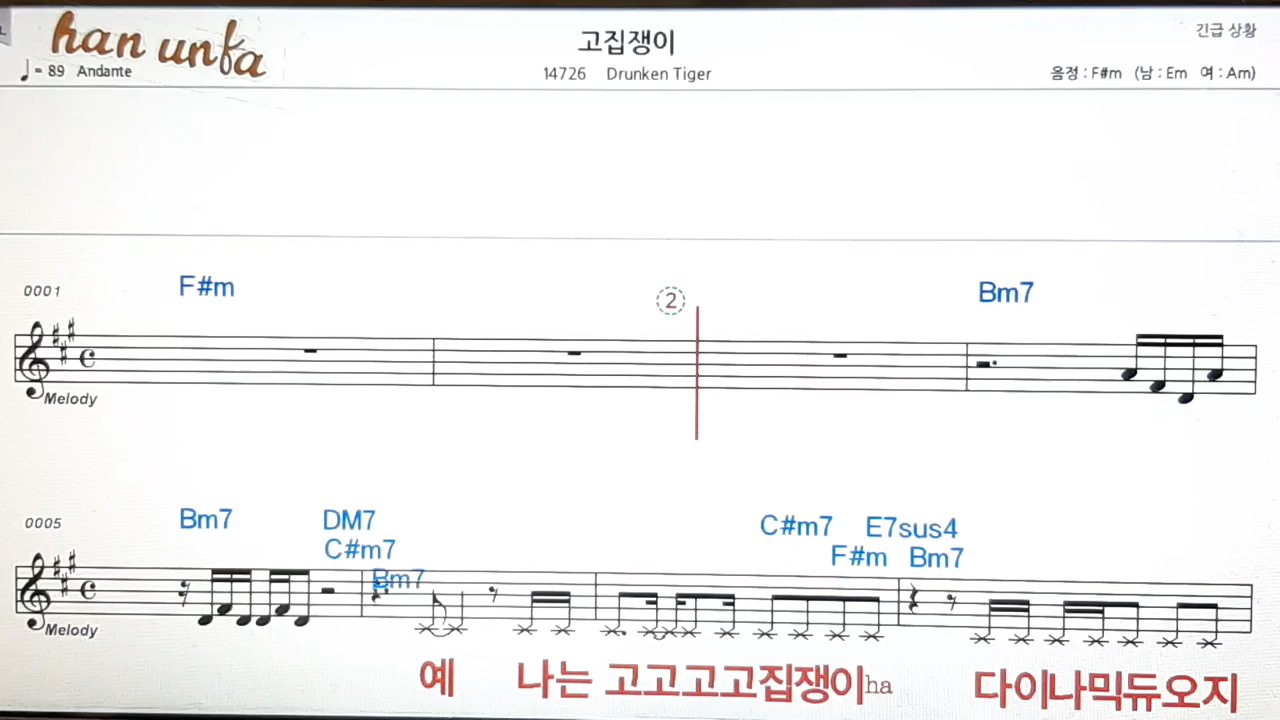 han unfa
고집쟁이
긴급 상황
♩= 89 Andante
14726 Drunken Tiger
음정 : F#m (남 : Em 여 : Am)
0001
F#m
②
Bm7
Melody
0005
Bm7
DM7
C#m7
E7sus4
C#m7
F#m
Bm7
Bm7
Melody
예 나는 고고고고집쟁이ha 다이나믹듀오지